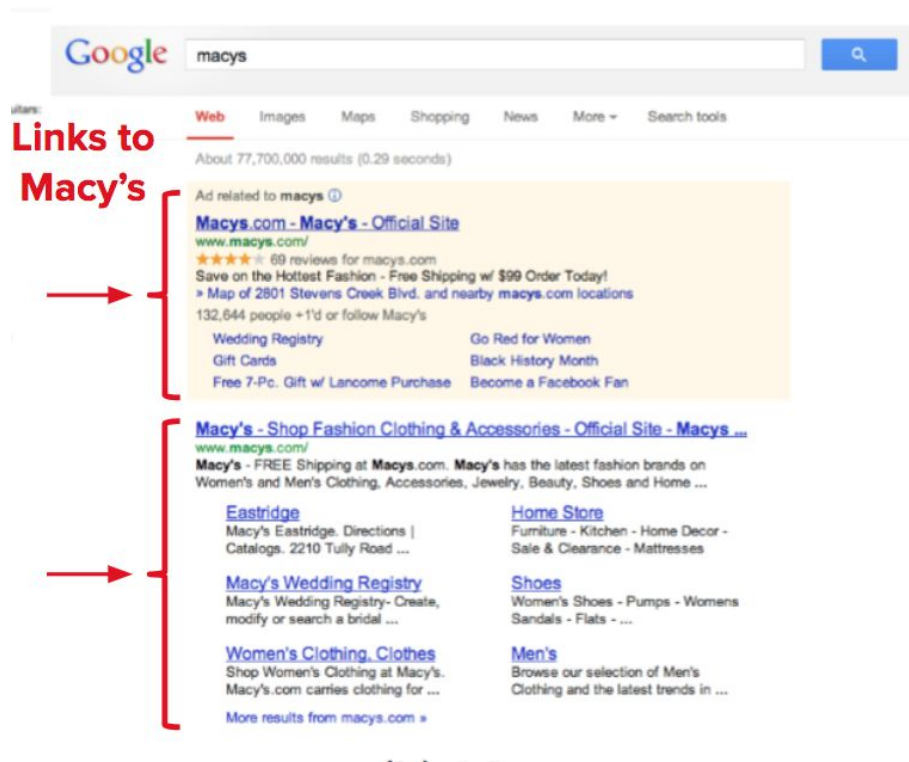 Google macys
Web Images Maps Shopping News More Search tools
Links to
Macy's
About 77,700,000 results (0.29 seconds)
Ad related to macys
Macys.com - Macy's - Official Site
www.macys.com/
69 reviews for macys.com
Save on the Hottest Fashion - Free Shipping w/ $99 Order Today!
» Map of 2801 Stevens Creek Blvd. and nearby macys.com locations
132,644 people +1'd or follow Macy's
Wedding Registry Go Red for Women
Gift Cards Black History Month
Free 7-Pc. Gift w/ Lancome Purchase Become a Facebook Fan
Macy's - Shop Fashion Clothing & Accessories - Official Site - Macys ...
www.macys.com/
Macy's - FREE Shipping at Macys.com. Macy's has the latest fashion brands on
Women's and Men's Clothing, Accessories, Jewelry, Beauty, Shoes and Home ...
Eastridge
Macy's Eastridge. Directions |
Catalogs. 2210 Tully Road ...
Home Store
Furniture - Kitchen - Home Decor -
Sale & Clearance - Mattresses
Macy's Wedding Registry
Macy's Wedding Registry- Create,
modify or search a bridal ...
Shoes
Women's Shoes - Pumps - Womens
Sandals - Flats - ...
Women's Clothing, Clothes
Shop Women's Clothing at Macy's.
Macy's.com carries clothing for ...
Men's
Browse our selection of Men's
Clothing and the latest trends in ...
More results from macys.com »